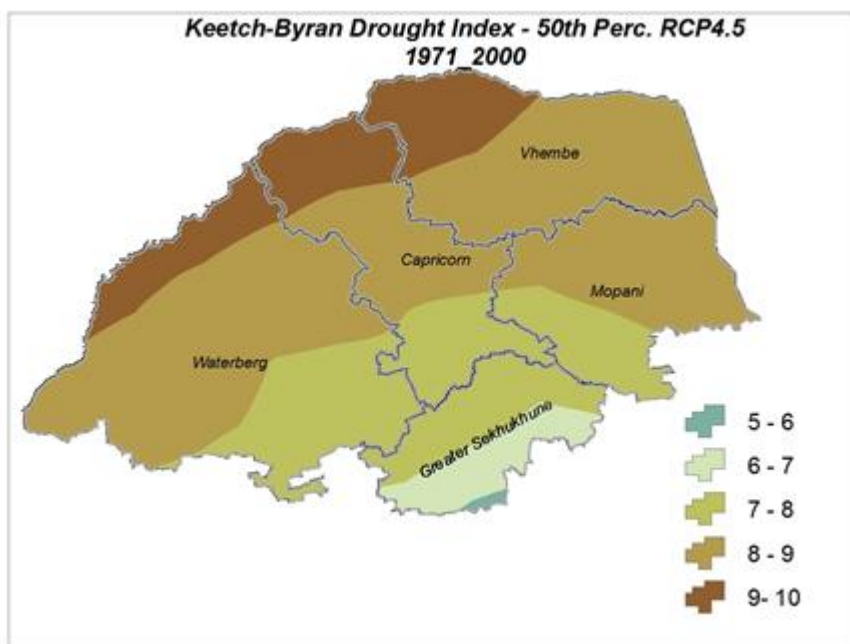 Keetch-Byran Drought Index - 50th Perc. RCP4.5
1971_2000
Vhembe
Capricorn
Mopani
Waterberg
Greater Sekhukhune
5 - 6
6 - 7
7 - 8
8 - 9
9- 10